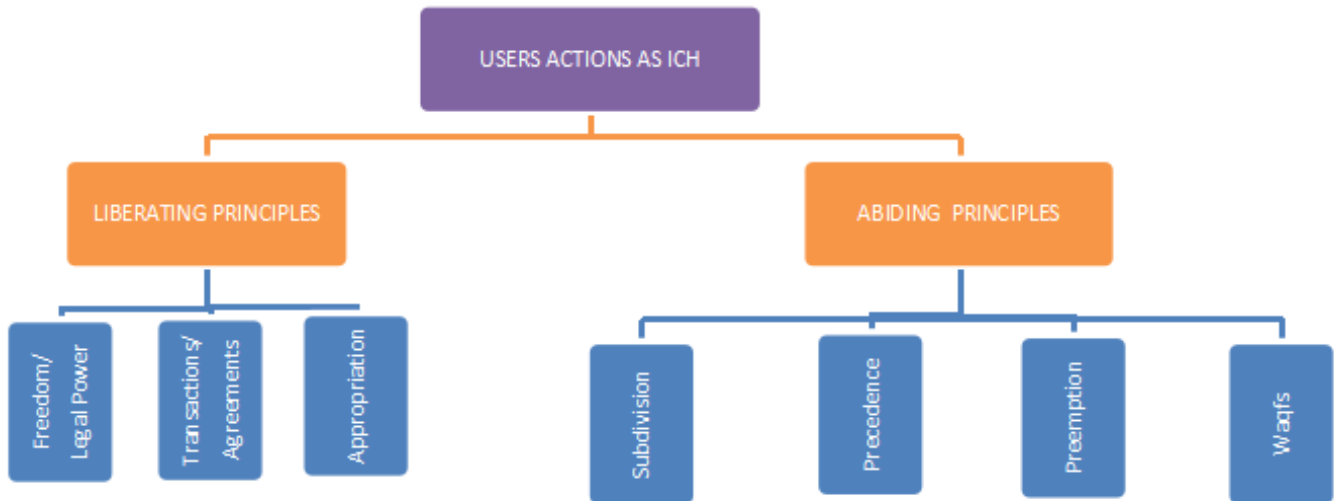 USERS ACTIONS AS ICH
LIBERATING PRINCIPLES
ABIDING PRINCIPLES
Freedom/
Legal Power
Transactions/
Agreements
Appropriation
Subdivision
Precedence
Preemption
Waqfs